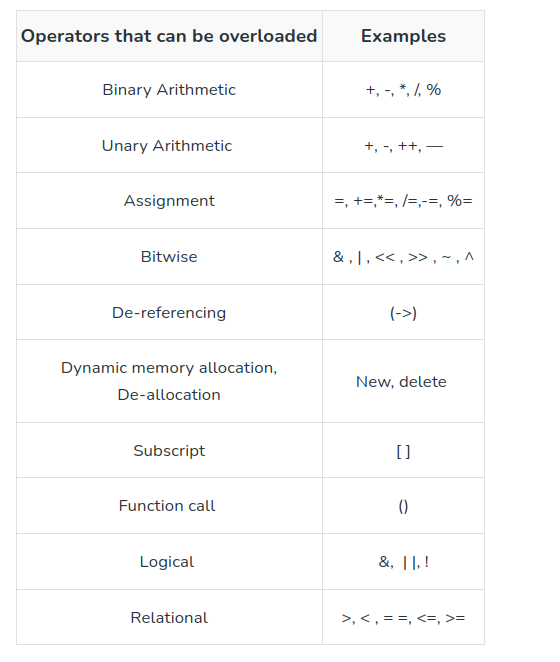 Operators that can be overloaded Examples
Binary Arithmetic +, -, *, /, %
Unary Arithmetic +, -, ++, —
Assignment =, +=,*=, /=,-=, %=
Bitwise & , | , << , >> , ~ , ^
De-referencing (->)
Dynamic memory allocation,
De-allocation New, delete
Subscript [ ]
Function call ()
Logical &, | |, !
Relational >, < , = =, <=, >=